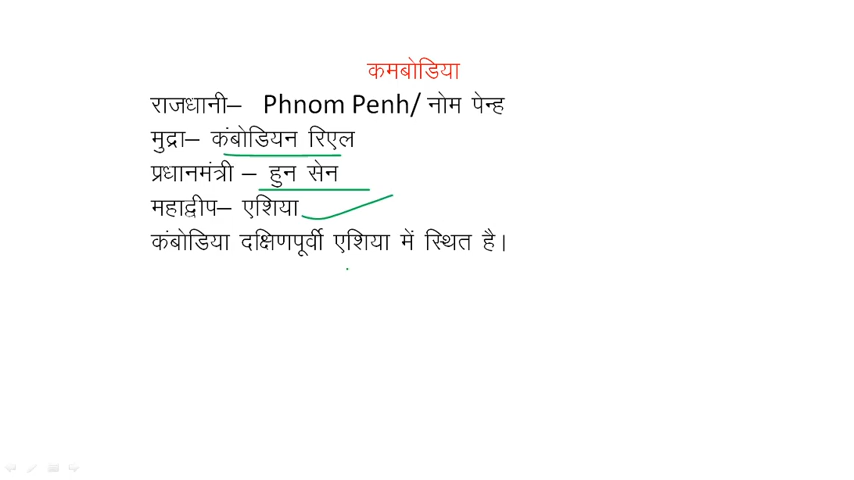 कमबोडिया
राजधानी– Phnom Penh/ नोम पेन्ह
मुद्रा– कंबोडियन रिएल
प्रधानमंत्री – हुन सेन
महाद्वीप– एशिया
कंबोडिया दक्षिणपूर्वी एशिया में स्थित है।